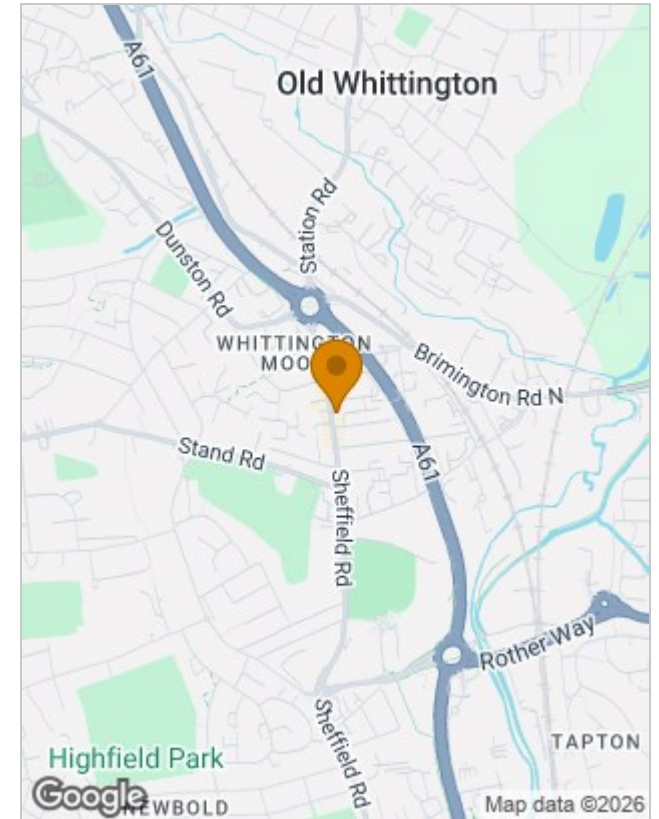 A61
Old Whittington
Station Rd
Dunston Rd
WHITTINGTON
Brimington Rd N
Stand Rd
A61
Sheffield Rd
Rother Way
TAPTON
Sheffield Rd
Highfield Park
Google
NEWBOLD
Map data ©2026